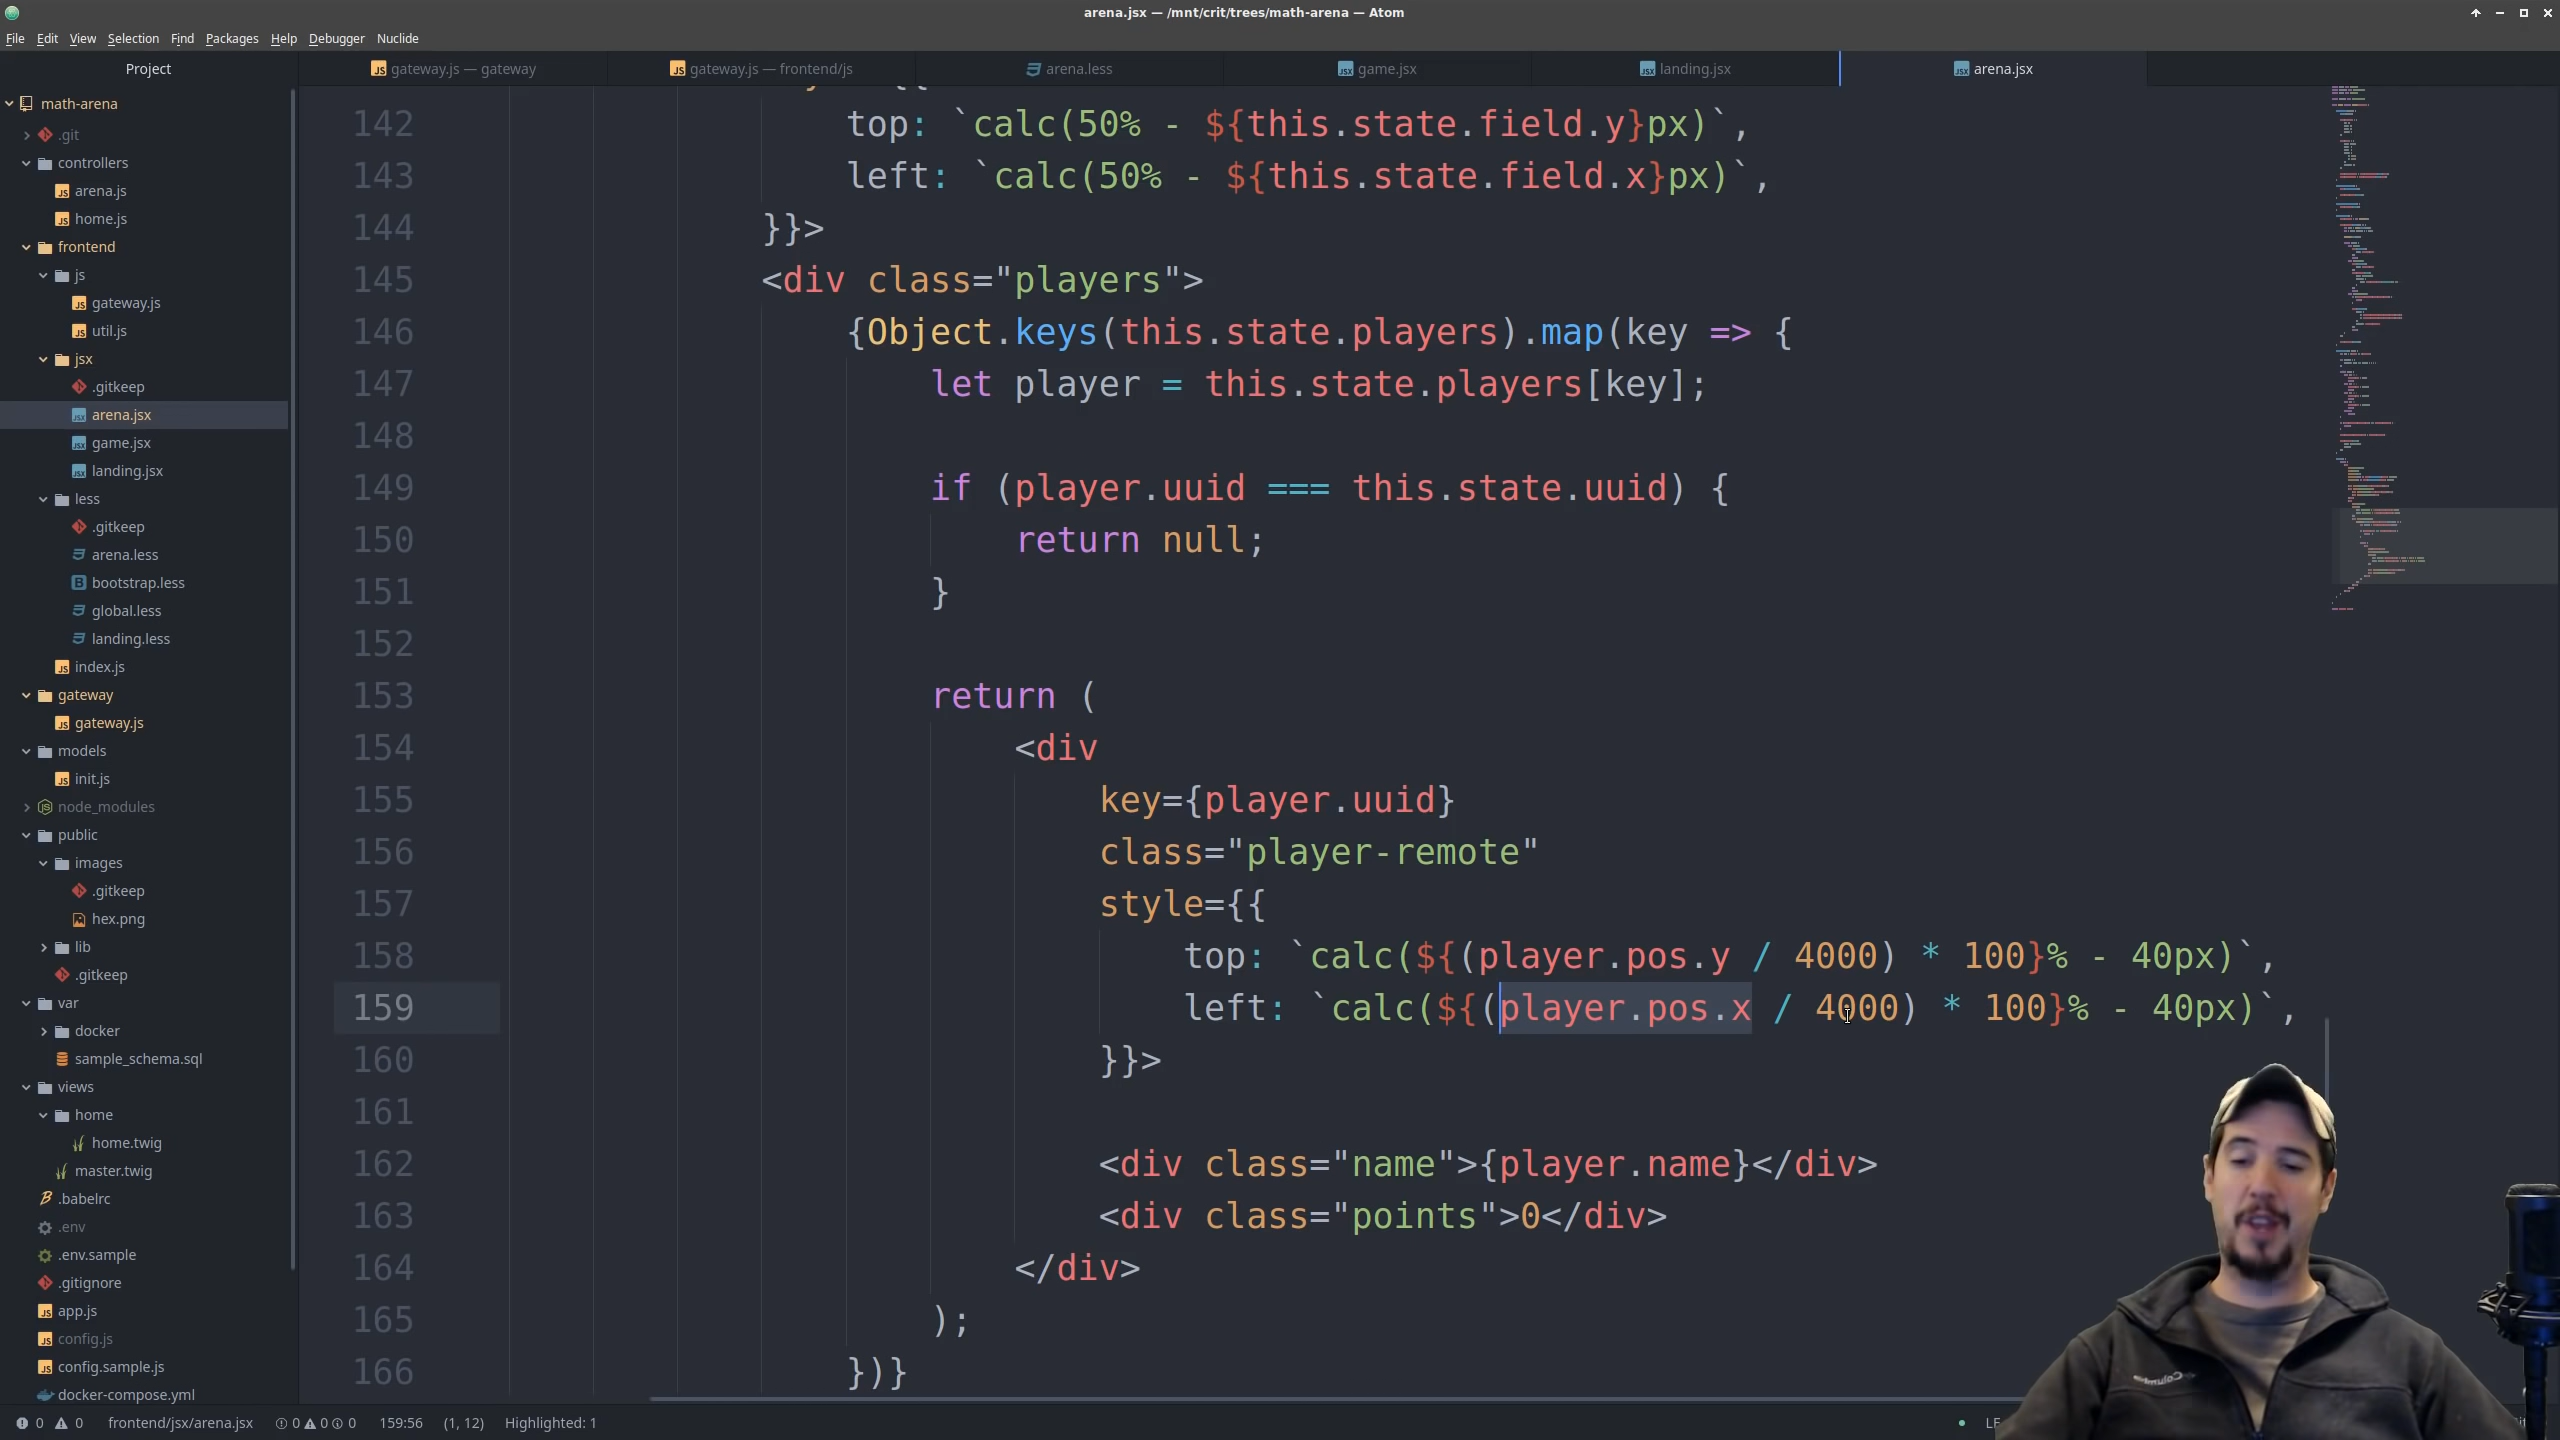 arena.jsx — /mnt/crit/trees/math-arena — Atom
File Edit View Selection Find Packages Help Debugger Nuclide
Project
gateway.js — gateway
gateway.js — frontend/js
arena.less
game.jsx
landing.jsx
arena.jsx
math-arena
.git
controllers
arena.js
home.js
frontend
js
gateway.js
util.js
jsx
.gitkeep
arena.jsx
game.jsx
landing.jsx
less
.gitkeep
arena.less
bootstrap.less
global.less
landing.less
index.js
gateway
gateway.js
models
init.js
node_modules
public
images
.gitkeep
hex.png
lib
.gitkeep
var
docker
sample_schema.sql
views
home
home.twig
master.twig
.babelrc
.env
.env.sample
.gitignore
app.js
config.js
config.sample.js
docker-compose.yml
142 top: `calc(50% - ${this.state.field.y}px)`,
143 left: `calc(50% - ${this.state.field.x}px)`,
144 }}>
145 <div class="players">
146 {Object.keys(this.state.players).map(key => {
147 let player = this.state.players[key];
148
149 if (player.uuid === this.state.uuid) {
150 return null;
151 }
152
153 return (
154 <div
155 key={player.uuid}
156 class="player-remote"
157 style={{
158 top: `calc(${(player.pos.y / 4000) * 100}% - 40px)`,
159 left: `calc(${(player.pos.x / 4000) * 100}% - 40px)`,
160 }}>
161
162 <div class="name">{player.name}</div>
163 <div class="points">0</div>
164 </div>
165 );
166 })}
0 0 frontend/jsx/arena.jsx 0 0 0 159:56 (1, 12) Highlighted: 1
Columbia